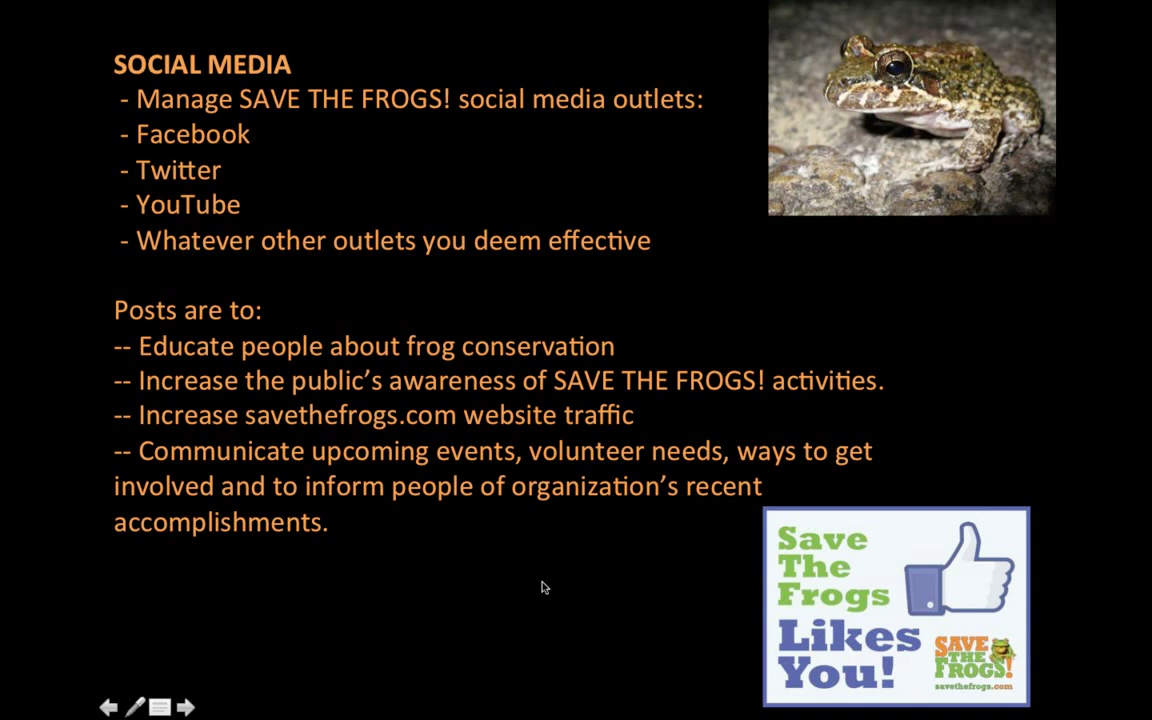 SOCIAL MEDIA
- Manage SAVE THE FROGS! social media outlets:
- Facebook
- Twitter
- YouTube
- Whatever other outlets you deem effective
Posts are to:
-- Educate people about frog conservation
-- Increase the public’s awareness of SAVE THE FROGS! activities.
-- Increase savethefrogs.com website traffic
-- Communicate upcoming events, volunteer needs, ways to get
involved and to inform people of organization’s recent
accomplishments.
Save
The
Frogs
Likes
You!
SAVE
THE
FROGS!
savethefrogs.com